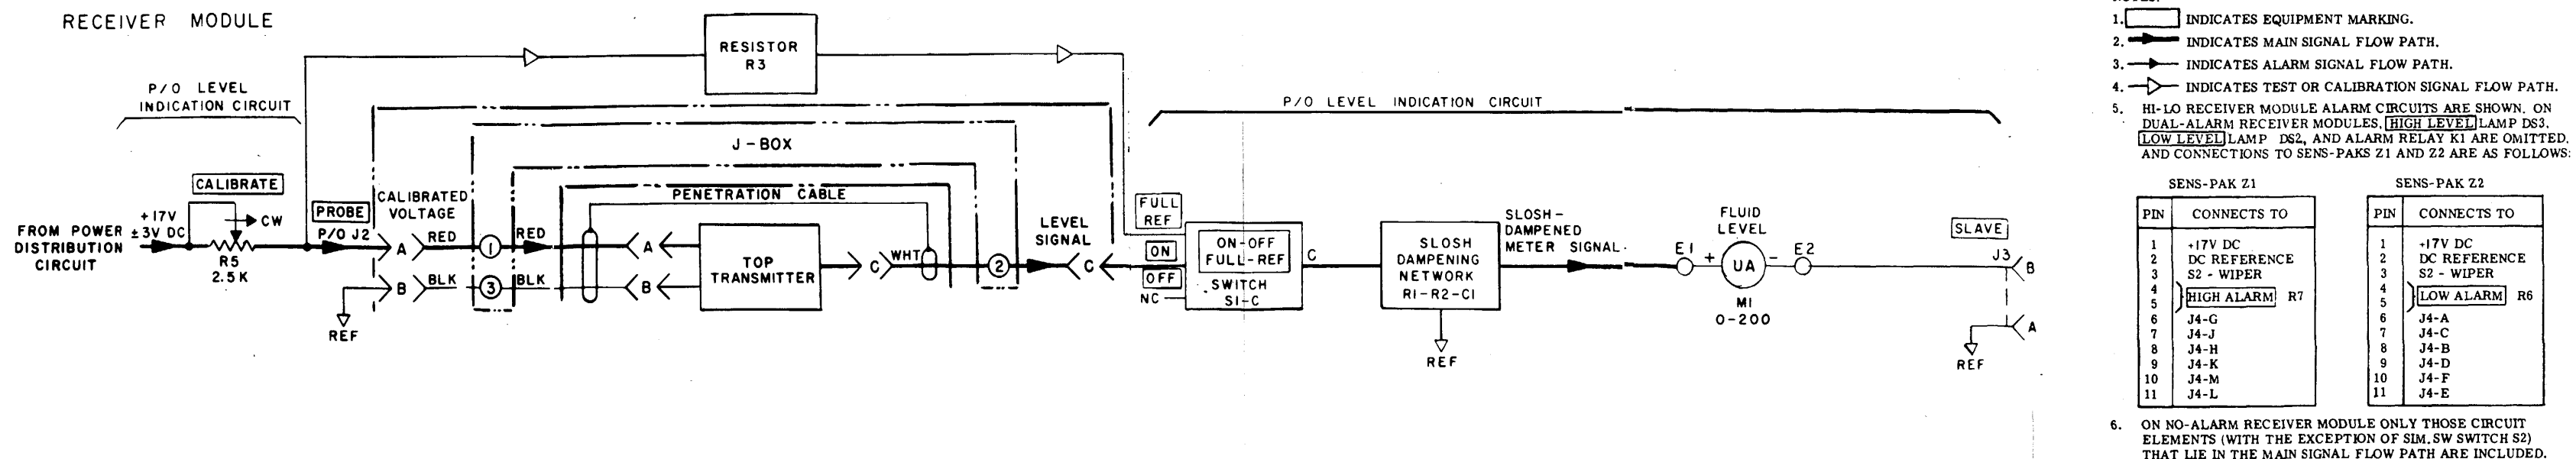 RECEIVER MODULE
P/O LEVEL
INDICATION CIRCUIT
RESISTOR
R3
P/O LEVEL INDICATION CIRCUIT
J-BOX
PENETRATION CABLE
CALIBRATE
CW
+17V
±3V DC
FROM POWER
DISTRIBUTION
CIRCUIT
R5
2.5K
PROBE
P/O J2
CALIBRATED
VOLTAGE
A RED 1 RED A
B BLK 3 BLK B
REF
TOP
TRANSMITTER
C WHT 2
LEVEL
SIGNAL
C
FULL
REF
ON
OFF
NC
ON-OFF
FULL-REF
SWITCH
S1-C
C
SLOSH
DAMPENING
NETWORK
R1-R2-C1
REF
SLOSH-
DAMPENED
METER SIGNAL
FLUID
LEVEL
E1 + UA - E2
M1
0-200
SLAVE
J3
B
A
REF
NOTES:
1. INDICATES EQUIPMENT MARKING.
2. INDICATES MAIN SIGNAL FLOW PATH.
3. INDICATES ALARM SIGNAL FLOW PATH.
4. INDICATES TEST OR CALIBRATION SIGNAL FLOW PATH.
5. HI-LO RECEIVER MODULE ALARM CIRCUITS ARE SHOWN. ON
DUAL-ALARM RECEIVER MODULES, HIGH LEVEL LAMP DS3,
LOW LEVEL LAMP DS2, AND ALARM RELAY K1 ARE OMITTED.
AND CONNECTIONS TO SENS-PAKS Z1 AND Z2 ARE AS FOLLOWS:
SENS-PAK Z1
PIN CONNECTS TO
1 +17V DC
2 DC REFERENCE
3 S2 - WIPER
4
5 HIGH ALARM R7
6 J4-G
7 J4-J
8 J4-H
9 J4-K
10 J4-M
11 J4-L
SENS-PAK Z2
PIN CONNECTS TO
1 +17V DC
2 DC REFERENCE
3 S2 - WIPER
4
5 LOW ALARM R6
6 J4-A
7 J4-C
8 J4-B
9 J4-D
10 J4-F
11 J4-E
6. ON NO-ALARM RECEIVER MODULE ONLY THOSE CIRCUIT
ELEMENTS (WITH THE EXCEPTION OF SIM.SW SWITCH S2)
THAT LIE IN THE MAIN SIGNAL FLOW PATH ARE INCLUDED.